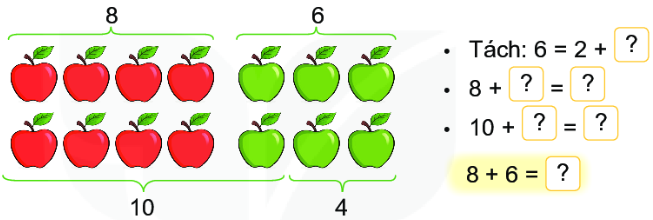 8 6
• Tách: 6 = 2 + ?
• 8 + ? = ?
• 10 + ? = ?
8 + 6 = ?
10 4